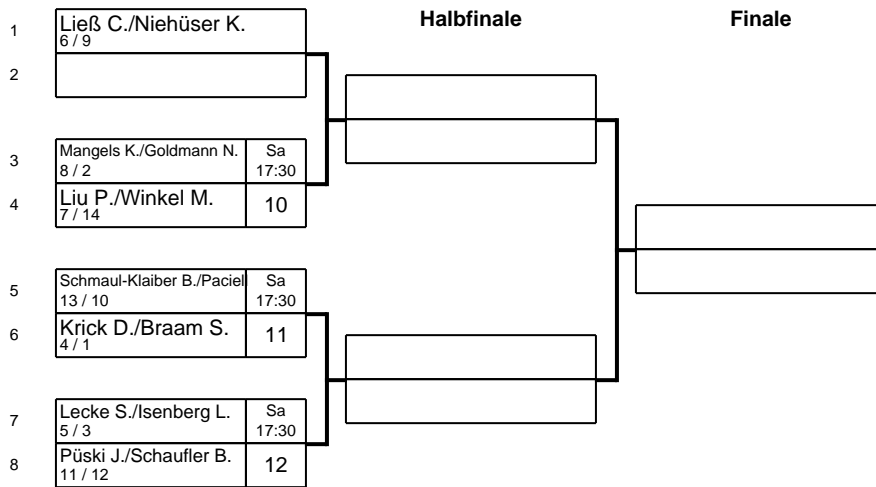 Halbfinale Finale
1 Ließ C./Niehüser K.
6 / 9
2
3 Mangels K./Goldmann N. Sa
8 / 2 17:30
4 Liu P./Winkel M. 10
7 / 14
5 Schmaul-Klaiber B./Paciell Sa
13 / 10 17:30
6 Krick D./Braam S. 11
4 / 1
7 Lecke S./Isenberg L. Sa
5 / 3 17:30
8 Püski J./Schaufler B. 12
11 / 12